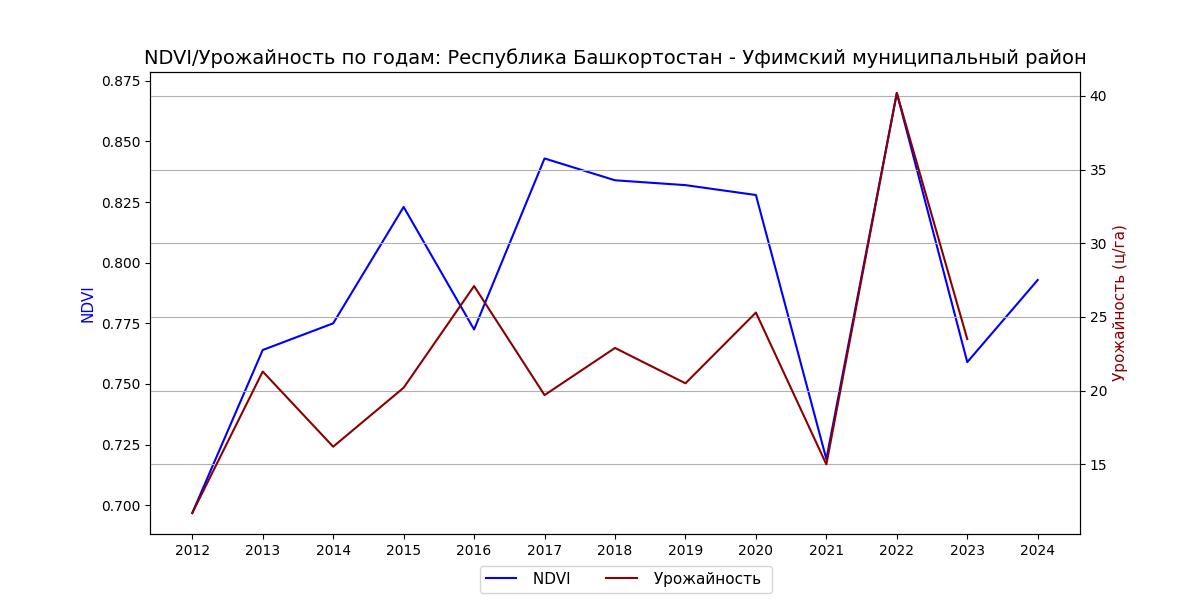 NDVI/Урожайность по годам: Республика Башкортостан - Уфимский муниципальный район
0.875
0.850
0.825
0.800
0.775
0.750
0.725
0.700
NDVI
40
35
30
25
20
15
Урожайность (ц/га)
2012 2013 2014 2015 2016 2017 2018 2019 2020 2021 2022 2023 2024
NDVI Урожайность